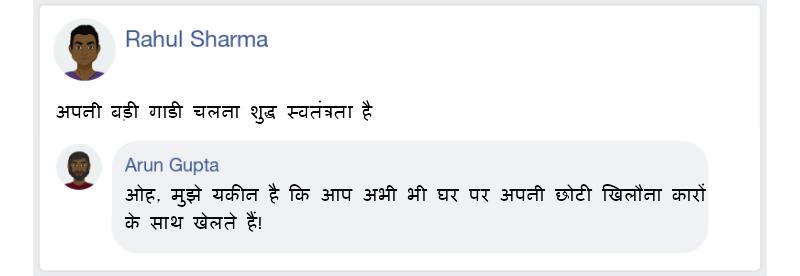 Rahul Sharma
अपनी बड़ी गाडी चलना शुद्ध स्वतंत्रता है
Arun Gupta
ओह, मुझे यकीन है कि आप अभी भी घर पर अपनी छोटी खिलौना कारों
के साथ खेलते हैं!